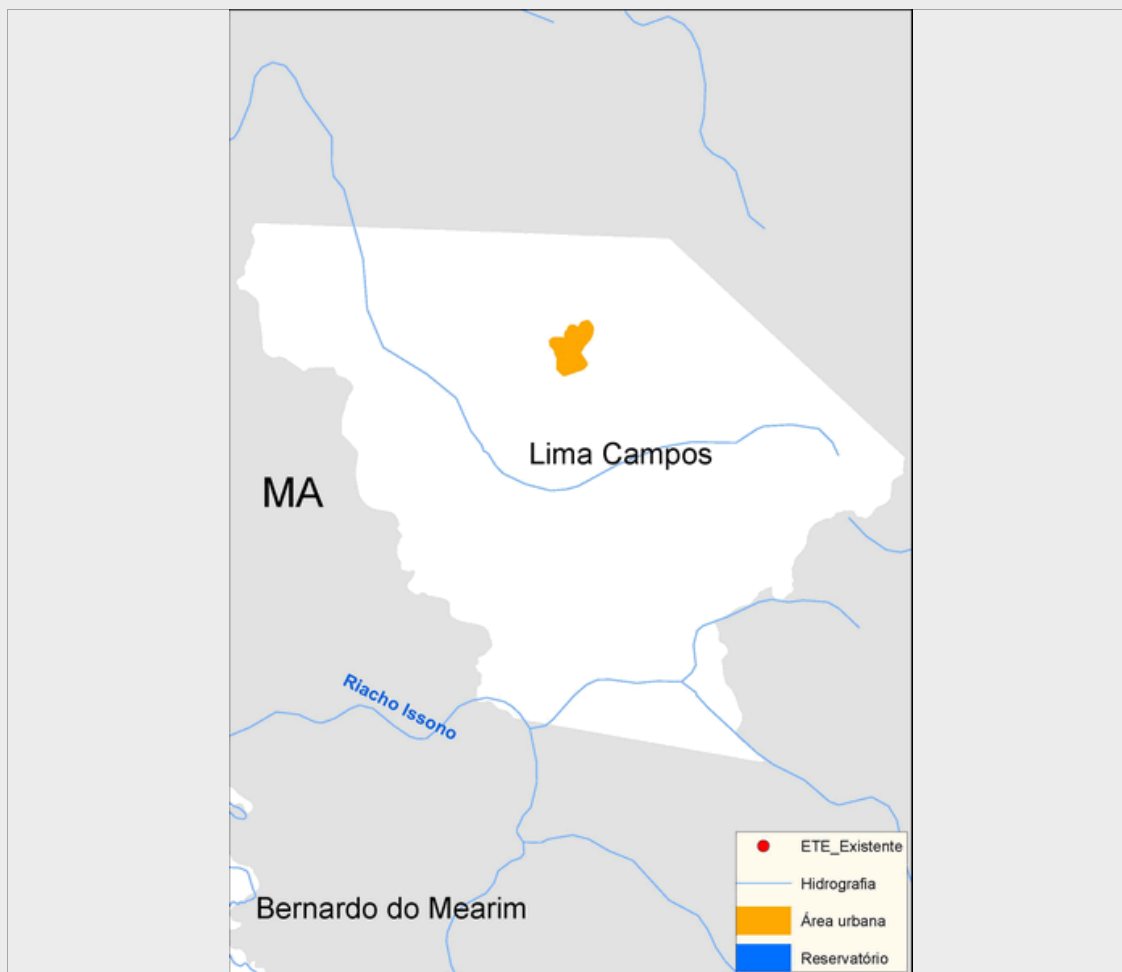 Lima Campos
MA
Riacho Issono
Bernardo do Mearim
ETE_Existente
Hidrografia
Área urbana
Reservatório